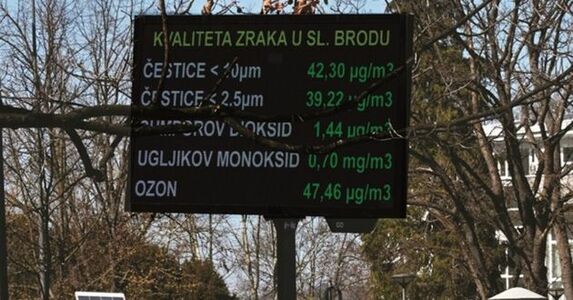 KVALITETA ZRAKA U SL. BRODU
ČESTICE < 10µm 42,30 µg/m3
ČESTICE < 2.5µm 39,22 µg/m3
SUMPOROV DIOKSID 1,44 µg/m3
UGLJIKOV MONOKSID 0,70 mg/m3
OZON 47,46 µg/m3